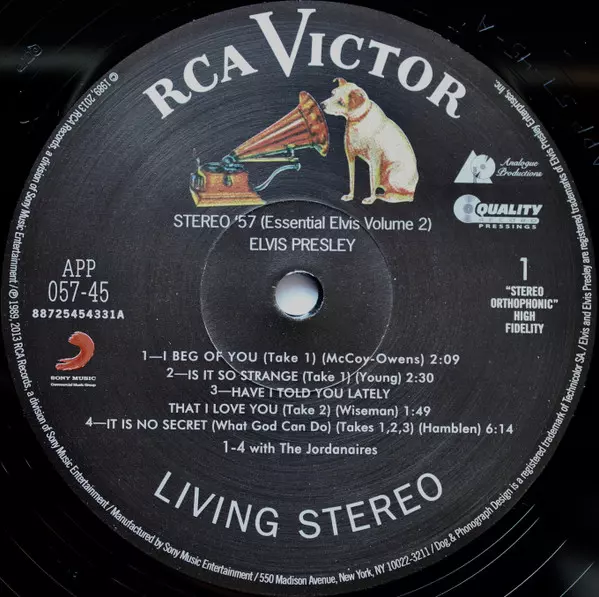 RCA VICTOR
Analogue
Productions
QUALITY
RECORD
PRESSINGS
STEREO '57 (Essential Elvis Volume 2)
ELVIS PRESLEY
APP
057-45
88725454331A
1
"STEREO
ORTHOPHONIC"
HIGH
FIDELITY
SONY MUSIC
Commercial Music Group
1—I BEG OF YOU (Take 1) (McCoy-Owens) 2:09
2—IS IT SO STRANGE (Take 1) (Young) 2:30
3—HAVE I TOLD YOU LATELY
THAT I LOVE YOU (Take 2) (Wiseman) 1:49
4—IT IS NO SECRET (What God Can Do) (Takes 1,2,3) (Hamblen) 6:14
1-4 with The Jordanaires
LIVING STEREO
© 1989, 2013 RCA Records, a division of Sony Music Entertainment / ℗ 1989, 2013 RCA Records, a division of Sony Music Entertainment/Manufactured by Sony Music Entertainment / 550 Madison Avenue, New York, NY, 10022-3211 / Dog & Phonograph Design is a registered trademark of Technicolor SA / Elvis and Elvis Presley are registered trademarks of Elvis Presley Enterprises, Inc.